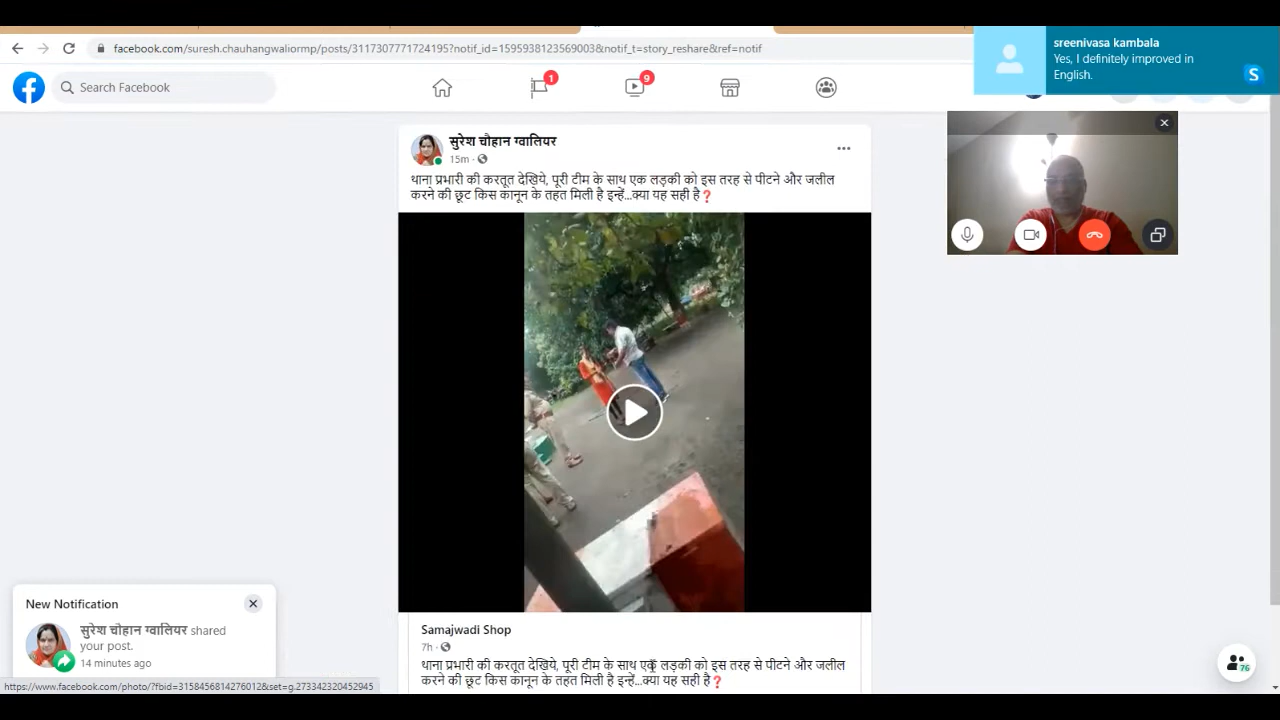 facebook.com/suresh.chauhangwaliormp/posts/3117307771724195?notif_id=1595938123569003&notif_t=story_reshare&ref=notif
sreenivasa kambala
Yes, I definitely improved in
English.
S
Search Facebook
1
9
सुरेश चौहान ग्वालियर
15m
थाना प्रभारी की करतूत देखिये, पूरी टीम के साथ एक लड़की को इस तरह से पीटने और जलील
करने की छूट किस कानून के तहत मिली है इन्हें...क्या यह सही है❓
New Notification
सुरेश चौहान ग्वालियर shared
your post.
14 minutes ago
Samajwadi Shop
7h
थाना प्रभारी की करतूत देखिये, पूरी टीम के साथ एक लड़की को इस तरह से पीटने और जलील
करने की छूट किस कानून के तहत मिली है इन्हें...क्या यह सही है❓
76
https://www.facebook.com/photo/?fbid=3158456814276012&set=g.273342320452945